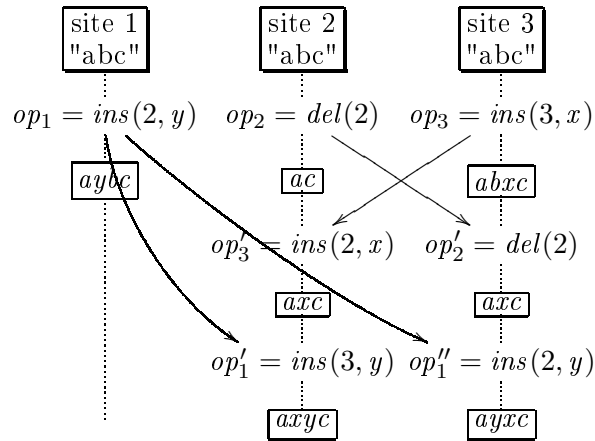 site 1 site 2 site 3
"abc" "abc" "abc"
op₁ = ins(2, y) op₂ = del(2) op₃ = ins(3, x)
aybc ac abxc
op′₃ = ins(2, x) op′₂ = del(2)
axc axc
op′₁ = ins(3, y) op″₁ = ins(2, y)
axyc ayxc